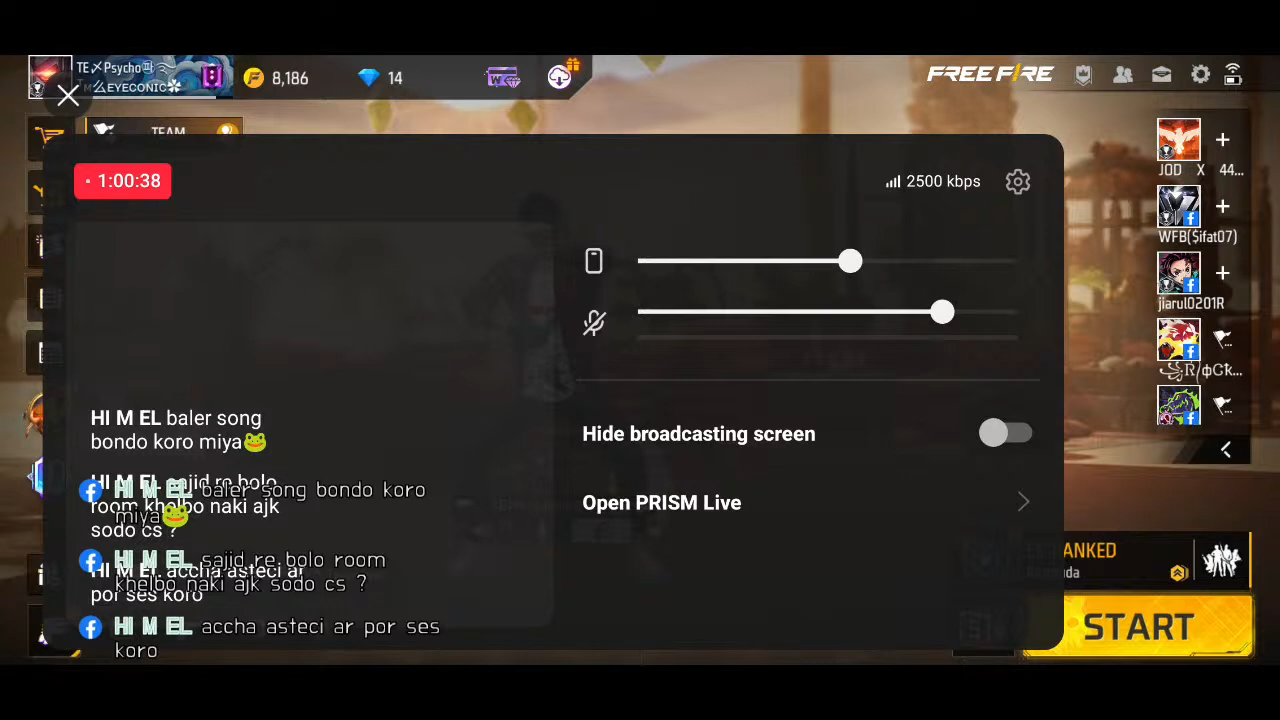 TE〆Psycho
EYECONIC
8,186
14
FREE FIRE
TEAM
1:00:38
2500 kbps
JOD X 44...
WFB($ifat07)
jiarul0201R
Hide broadcasting screen
Open PRISM Live
HI M EL baler song
bondo koro miya🐸
HI M EL sajid re bolo
room khelbo naki ajk
sodo cs ?
HI M EL accha asteci ar
por ses koro
HI M EL baler song bondo koro
miya🐸
HI M EL sajid re bolo room
khelbo naki ajk sodo cs ?
HI M EL accha asteci ar por ses
koro
ANKED
START